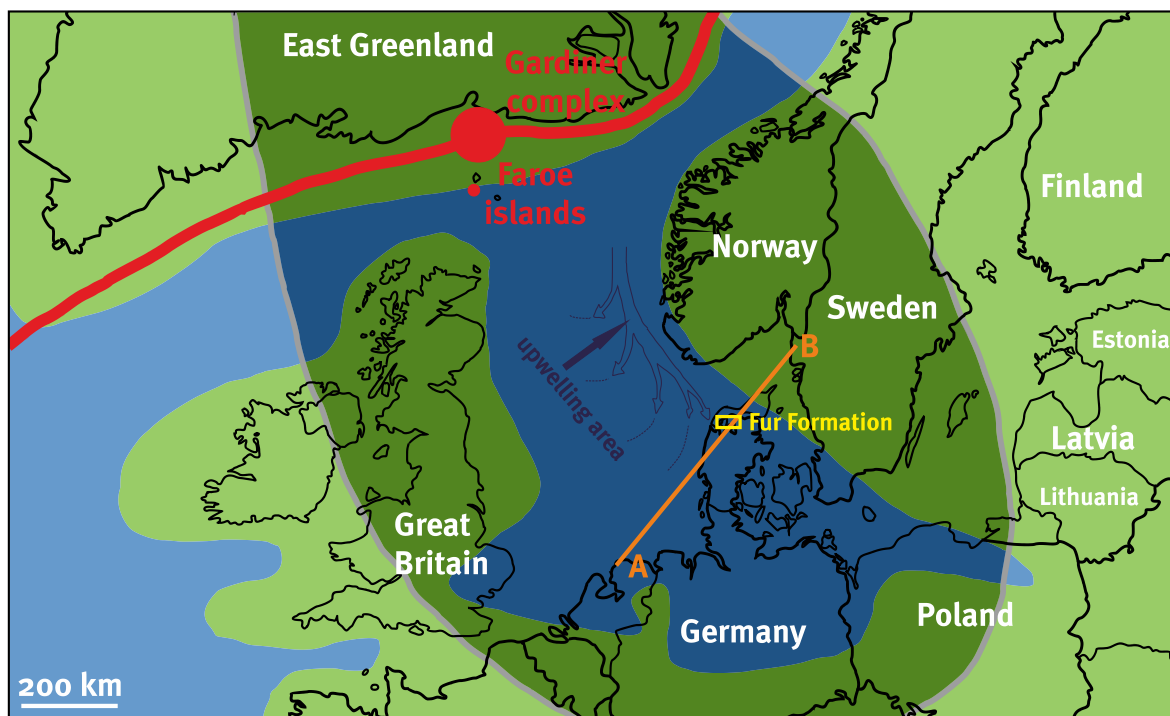 East Greenland
Gardiner
complex
Faroe
islands
Finland
Norway
Sweden
Estonia
B
upwelling area
Fur Formation
Latvia
Lithuania
Great
Britain
A
Poland
Germany
200 km